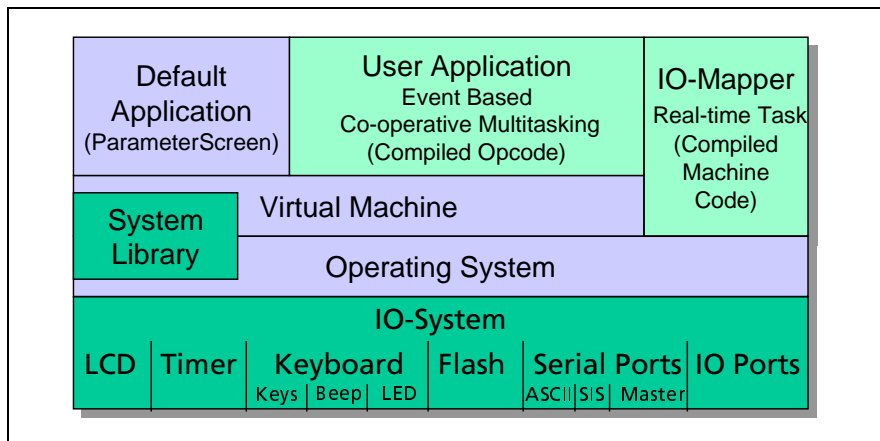 Default
Application
(ParameterScreen)
User Application
Event Based
Co-operative Multitasking
(Compiled Opcode)
IO-Mapper
Real-time Task
(Compiled
Machine
Code)
Virtual Machine
System
Library
Operating System
IO-System
LCD Timer Keyboard Flash Serial Ports IO Ports
Keys Beep LED ASCII SIS Master